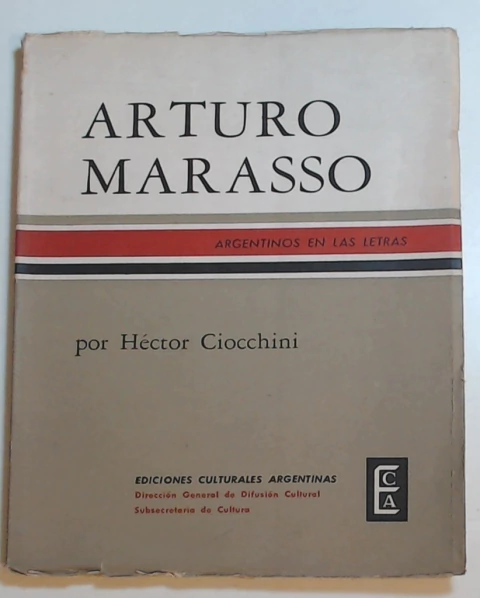 ARTURO
MARASSO
ARGENTINOS EN LAS LETRAS
por Héctor Ciocchini
EDICIONES CULTURALES ARGENTINAS
Dirección General de Difusión Cultural
Subsecretaria de Cultura
ECA